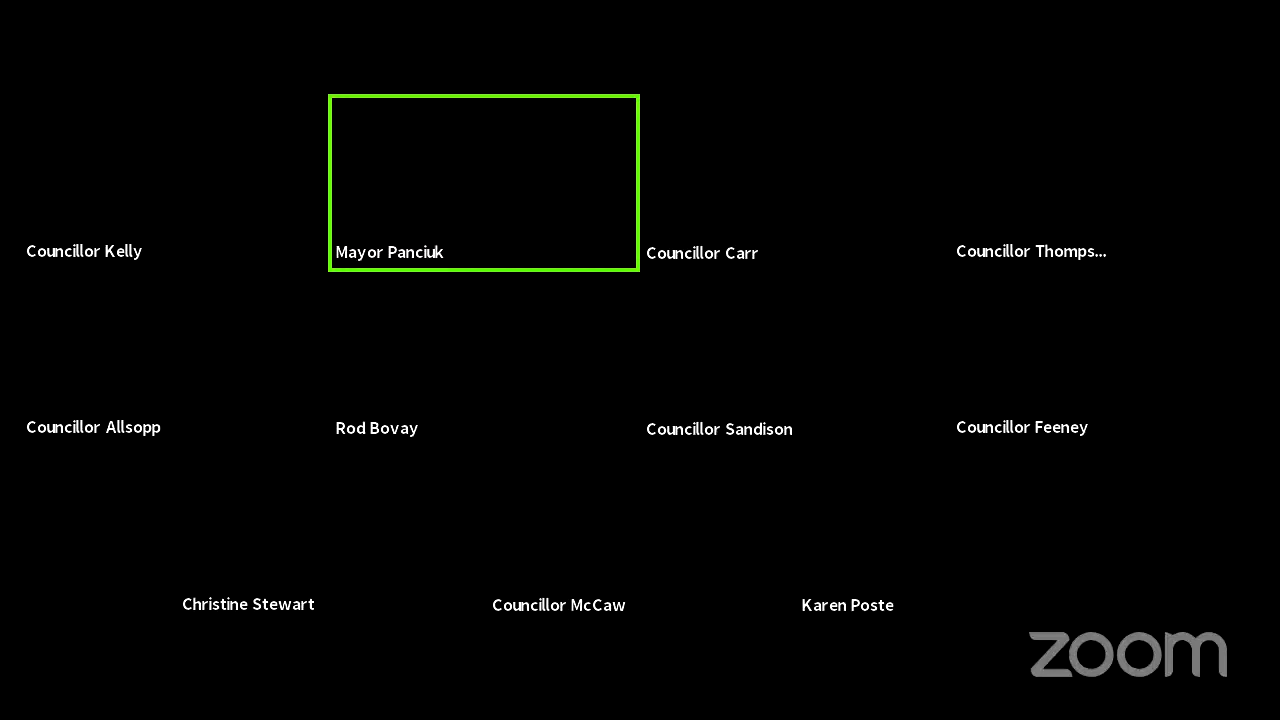 Councillor Kelly
Mayor Panciuk
Councillor Carr
Councillor Thomps...
Councillor Allsopp
Rod Bovay
Councillor Sandison
Councillor Feeney
Christine Stewart
Councillor McCaw
Karen Poste
zoom